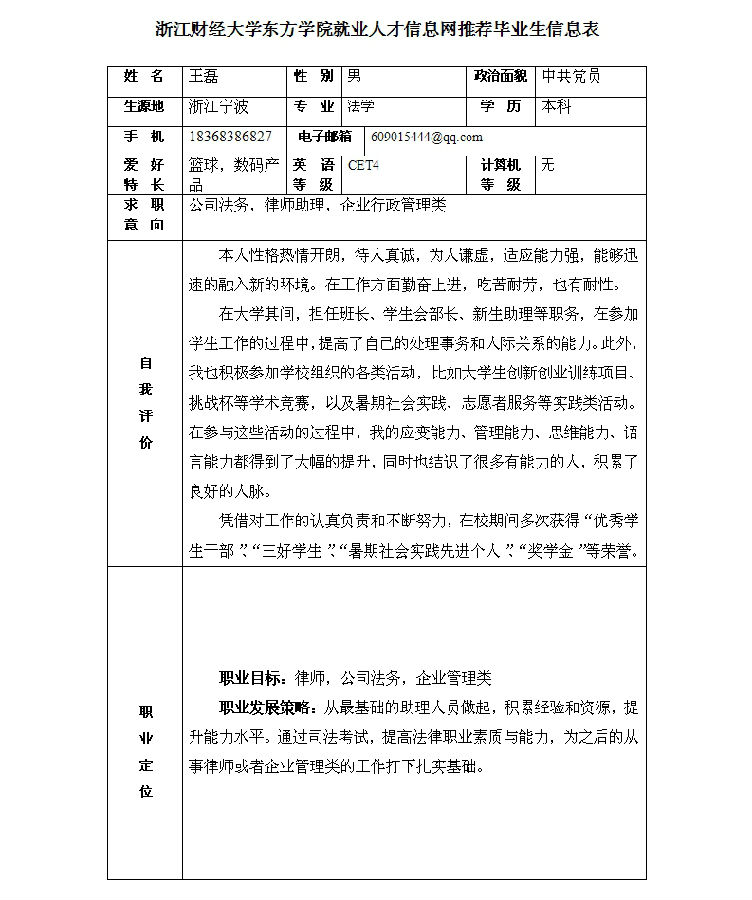 浙江财经大学东方学院就业人才信息网推荐毕业生信息表
姓 名 王磊 性 别 男 政治面貌 中共党员
生源地 浙江宁波 专 业 法学 学 历 本科
手 机 18368386827 电子邮箱 609015444@qq.com
爱 好 篮球，数码产 英 语 CET4 计算机 无
特 长 品 等 级 等 级
求 职 公司法务，律师助理，企业行政管理类
意 向
自
我
评
价
本人性格热情开朗，待人真诚，为人谦虚，适应能力强，能够迅
速的融入新的环境。在工作方面勤奋上进，吃苦耐劳，也有耐性。
在大学其间，担任班长、学生会部长、新生助理等职务，在参加
学生工作的过程中，提高了自己的处理事务和人际关系的能力。此外，
我也积极参加学校组织的各类活动，比如大学生创新创业训练项目、
挑战杯等学术竞赛，以及暑期社会实践、志愿者服务等实践类活动。
在参与这些活动的过程中，我的应变能力、管理能力、思维能力、语
言能力都得到了大幅的提升，同时也结识了很多有能力的人，积累了
良好的人脉。
凭借对工作的认真负责和不断努力，在校期间多次获得“优秀学
生干部”、“三好学生”、“暑期社会实践先进个人”、“奖学金”等荣誉。
职
业
定
位
职业目标：律师，公司法务，企业管理类
职业发展策略：从最基础的助理人员做起，积累经验和资源，提
升能力水平。通过司法考试，提高法律职业素质与能力，为之后的从
事律师或者企业管理类的工作打下扎实基础。